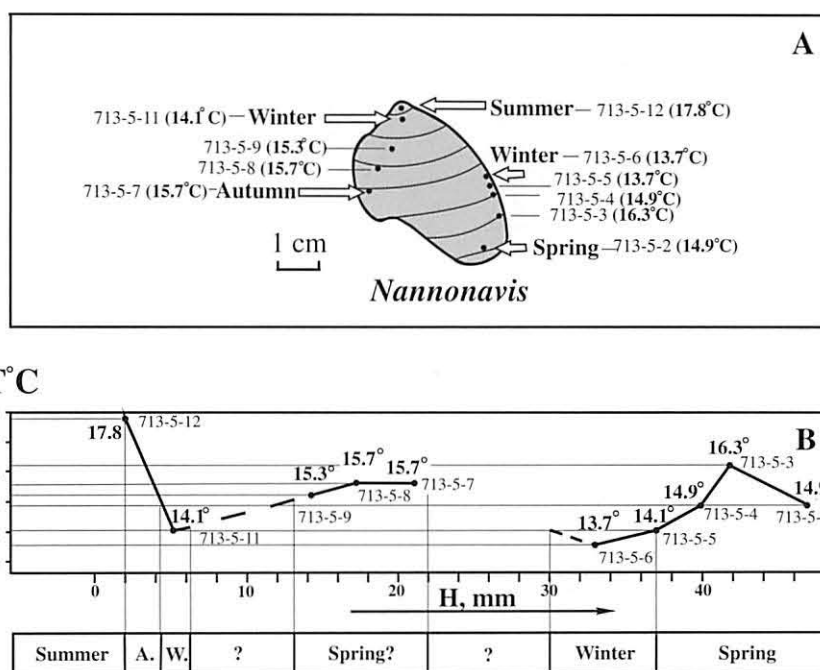 A
713-5-11 (14.1°C)—Winter
Summer— 713-5-12 (17.8°C)
713-5-9 (15.3°C)
713-5-8 (15.7°C)
713-5-7 (15.7°C)-Autumn
Winter — 713-5-6 (13.7°C)
713-5-5 (13.7°C)
713-5-4 (14.9°C)
713-5-3 (16.3°C)
Spring —713-5-2 (14.9°C)
1 cm
Nannonavis
T°C
B
17.8
713-5-12
14.1°
713-5-11
15.3°
713-5-9
15.7°
713-5-8
15.7°
713-5-7
13.7°
713-5-6
14.1°
713-5-5
14.9°
713-5-4
16.3°
713-5-3
14.9
713-5-
0 10 20 30 40
H, mm
Summer A. W. ? Spring? ? Winter Spring